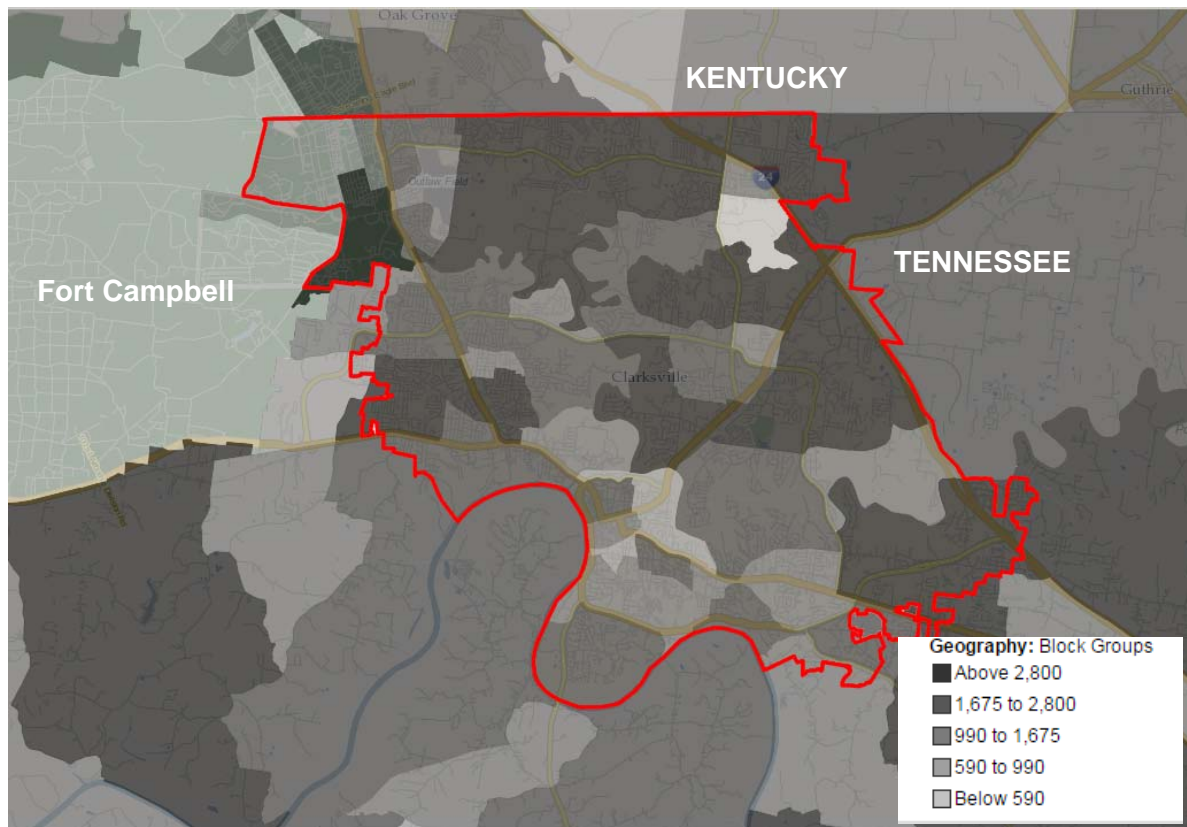 Oak Grove
KENTUCKY
Guthrie
Outlaw Field
24
TENNESSEE
Fort Campbell
Clarksville
Geography: Block Groups
Above 2,800
1,675 to 2,800
990 to 1,675
590 to 990
Below 590